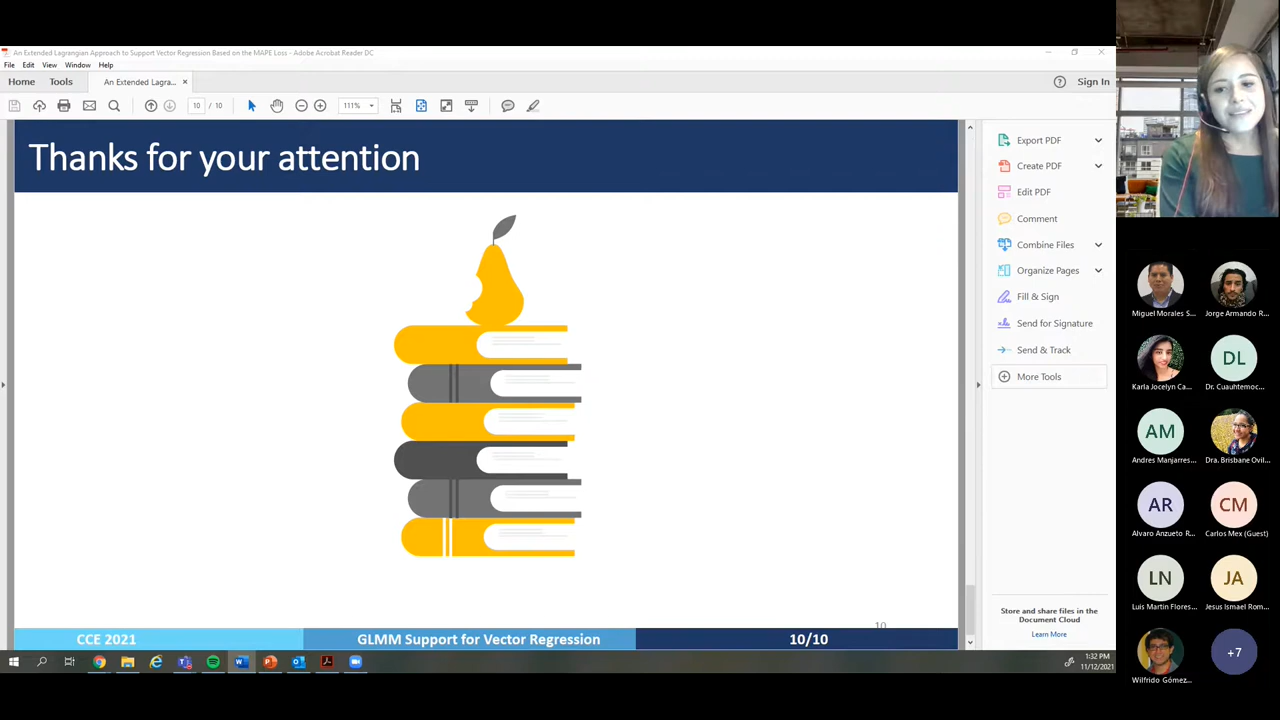 An Extended Lagrangian Approach to Support Vector Regression Based on the MAPE Loss - Adobe Acrobat Reader DC
File Edit View Window Help
Home Tools An Extended Lagra... × Sign In
10 / 10 111%
Thanks for your attention
10
CCE 2021 GLMM Support for Vector Regression 10/10
Export PDF
Create PDF
Edit PDF
Comment
Combine Files
Organize Pages
Fill & Sign
Send for Signature
Send & Track
More Tools
Store and share files in the
Document Cloud
Learn More
1:32 PM
11/12/2021
Miguel Morales S... Jorge Armando R...
DL
Karla Jocelyn Ca... Dr. Cuauhtemoc...
AM
Andres Manjarres... Dra. Brisbane Ovil...
AR CM
Alvaro Anzueto R... Carlos Mex (Guest)
LN JA
Luis Martin Flores... Jesus Ismael Rom...
+7
Wilfrido Gómez...